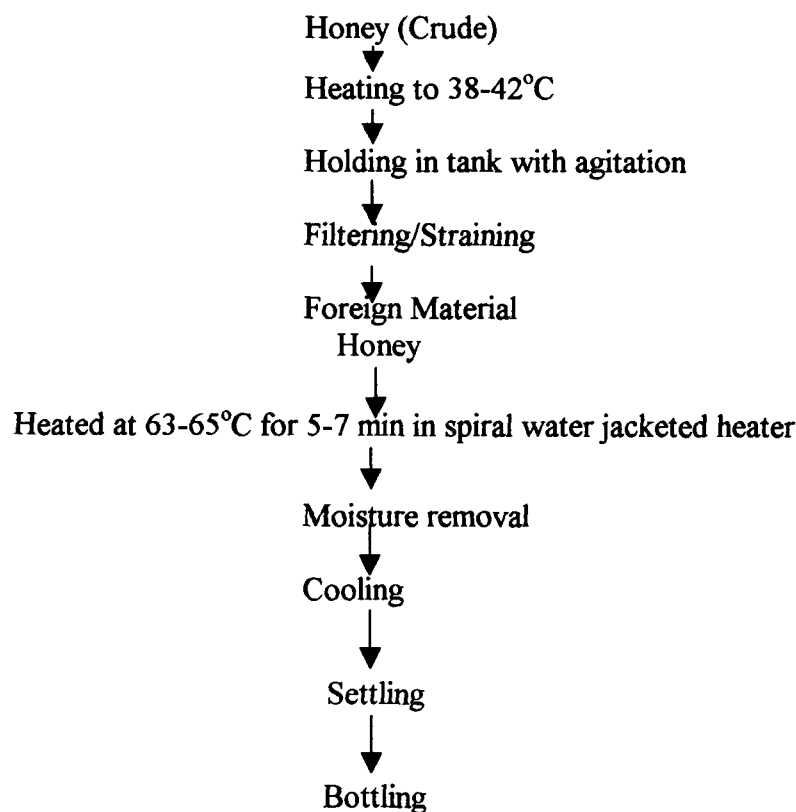 Honey (Crude)
Heating to 38-42°C
Holding in tank with agitation
Filtering/Straining
Foreign Material
Honey
Heated at 63-65°C for 5-7 min in spiral water jacketed heater
Moisture removal
Cooling
Settling
Bottling